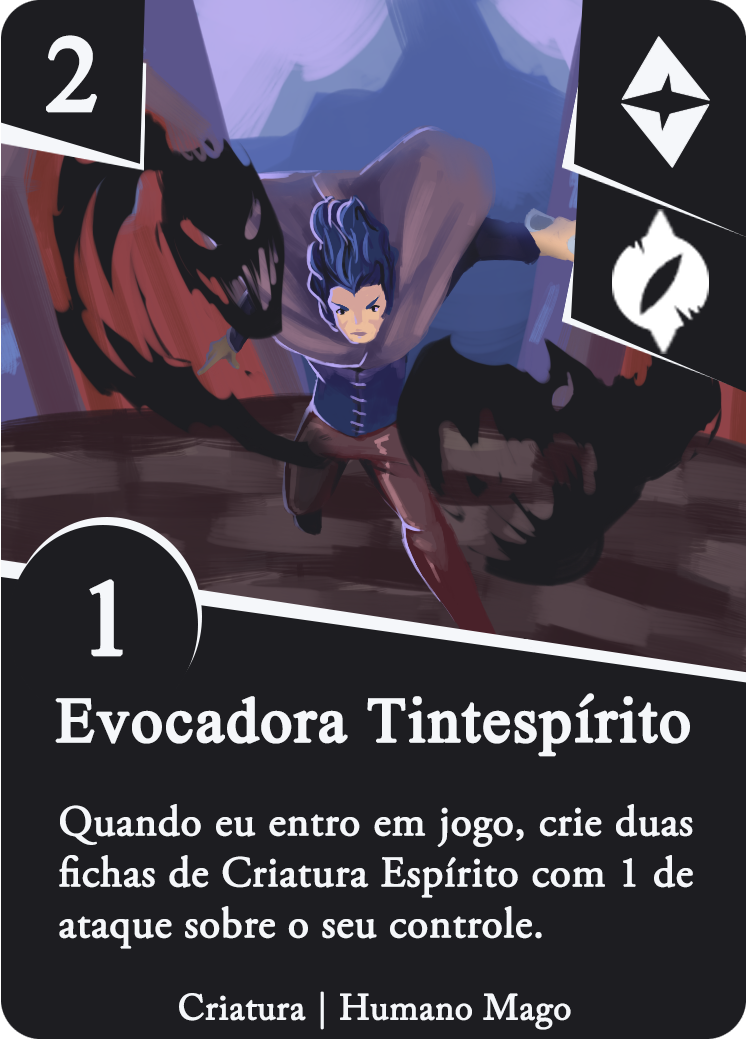 2
1
Evocadora Tintespírito
Quando eu entro em jogo, crie duas
fichas de Criatura Espírito com 1 de
ataque sobre o seu controle.
Criatura | Humano Mago